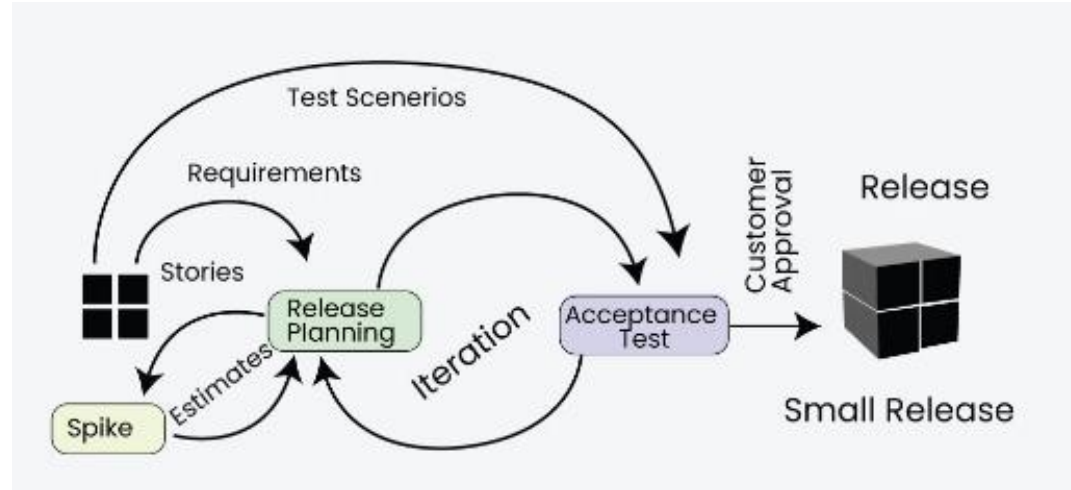 Test Scenerios
Requirements
Stories
Release
Planning
Estimates
Spike
Iteration
Acceptance
Test
Customer
Approval
Release
Small Release